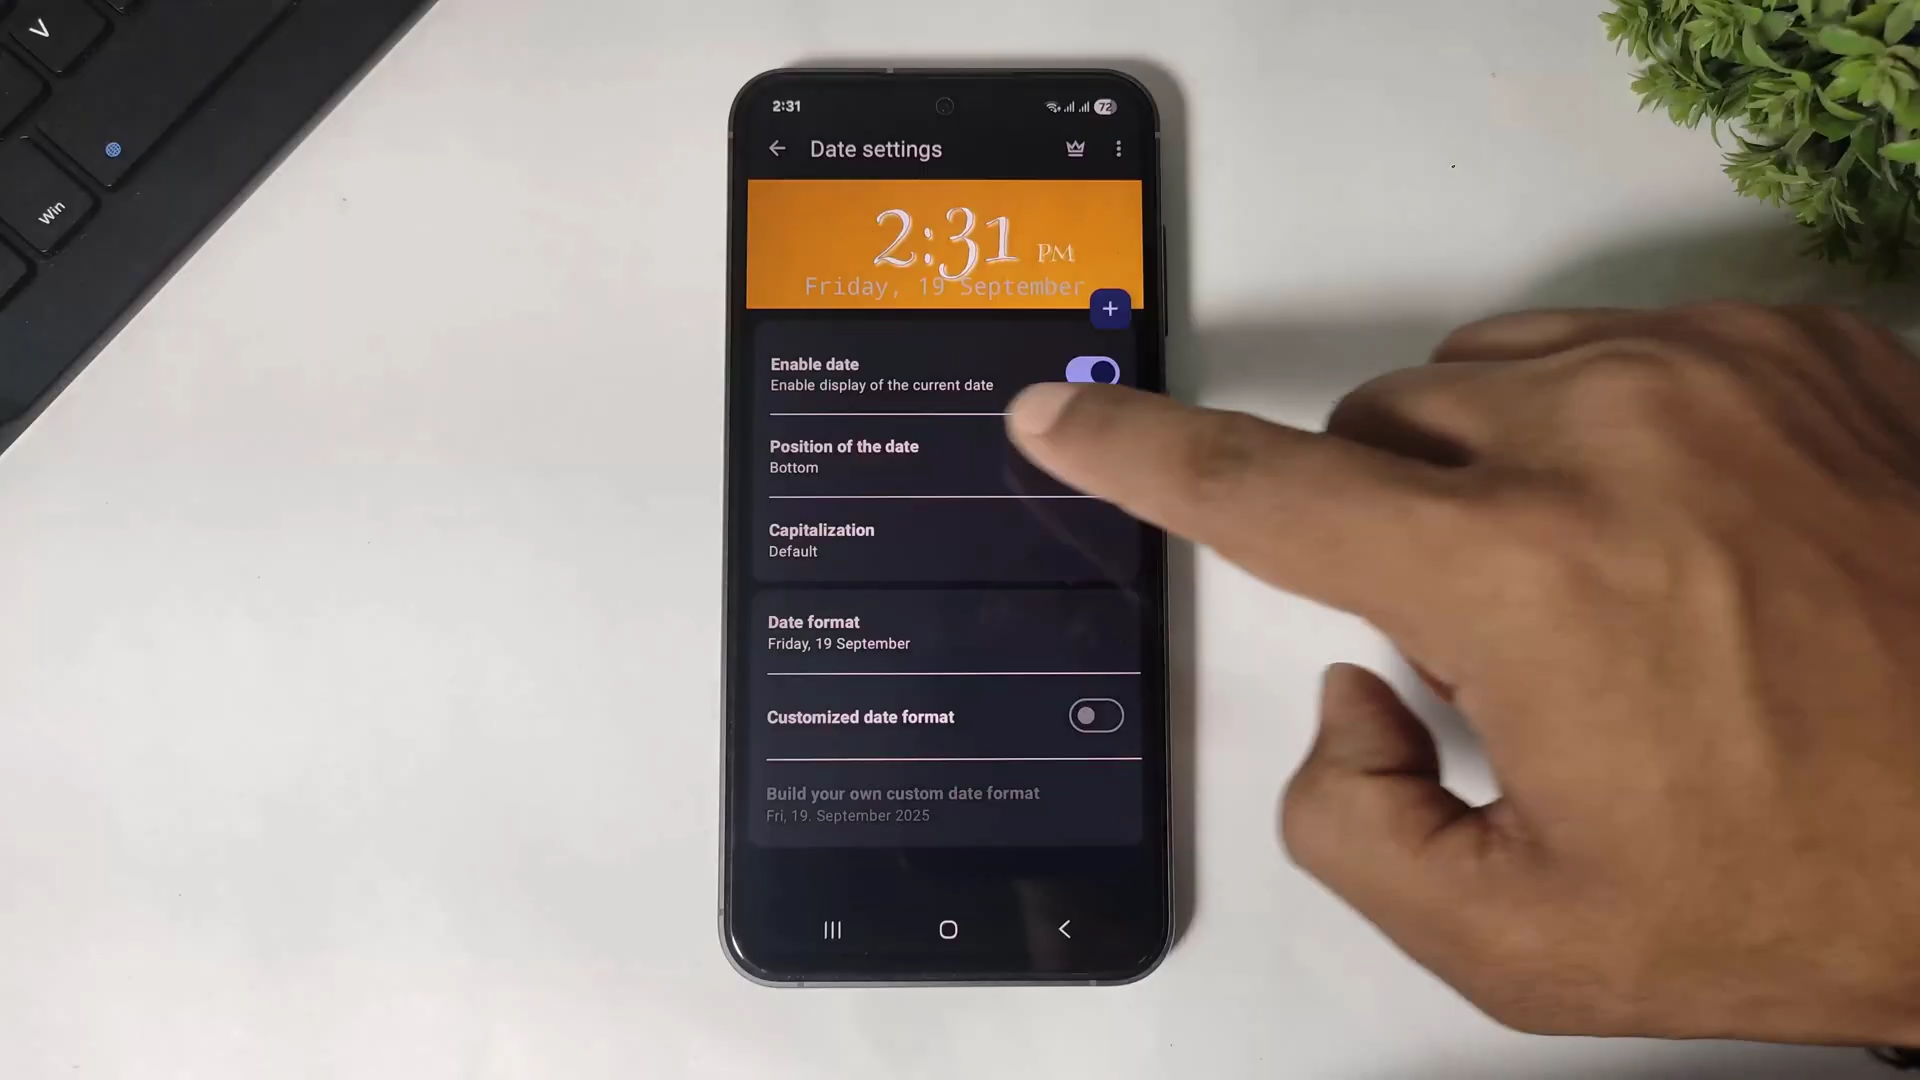 V
Win
2:31
72
Date settings
2:31 PM
Friday, 19 September
+
Enable date
Enable display of the current date
Position of the date
Bottom
Capitalization
Default
Date format
Friday, 19 September
Customized date format
Build your own custom date format
Fri, 19. September 2025